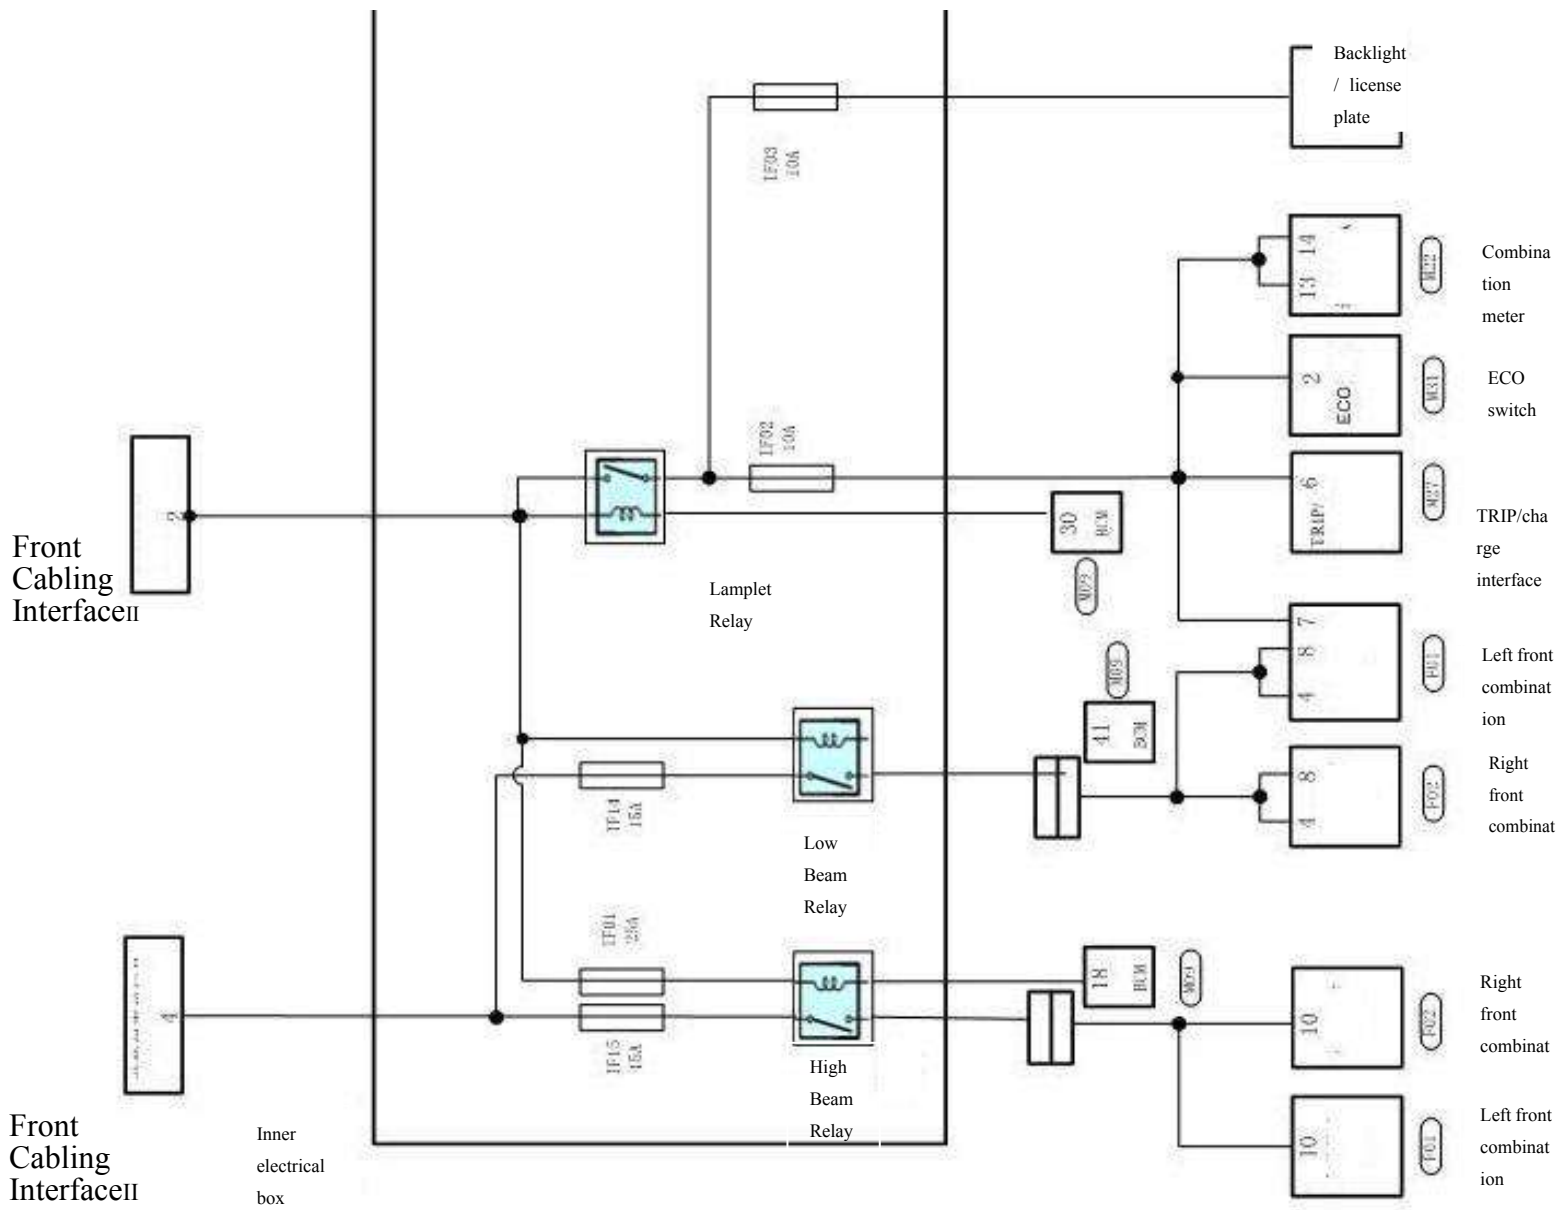 Backlight
/ license
plate
IF03
10A
14
13
M22
Combina
tion
meter
2
ECO
M31
ECO
switch
IF02
10A
2
6
TRIP/
M27
TRIP/cha
rge
interface
30
BCM
Front
Cabling
InterfaceII
Lamplet
Relay
7
8
4
F01
Left front
combinat
ion
M09
41
BCM
8
4
F02
Right
front
combinat
IF14
15A
Low
Beam
Relay
IF01
4
IF15
15A
18
BCM
M09
10
F02
Right
front
combinat
High
Beam
Relay
10
F01
Left front
combinat
ion
Front
Cabling
InterfaceII
Inner
electrical
box